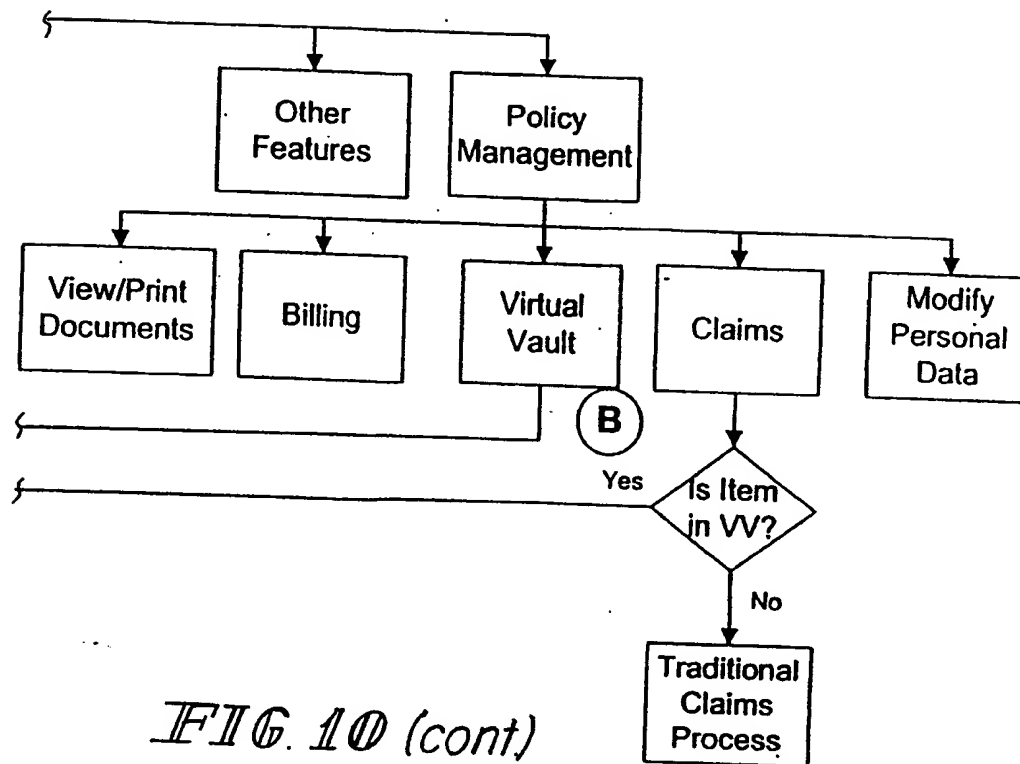 Other
Features
Policy
Management
View/Print
Documents
Billing
Virtual
Vault
Claims
Modify
Personal
Data
B
Yes
Is Item
in VV?
No
Traditional
Claims
Process
FIG. 10 (cont)